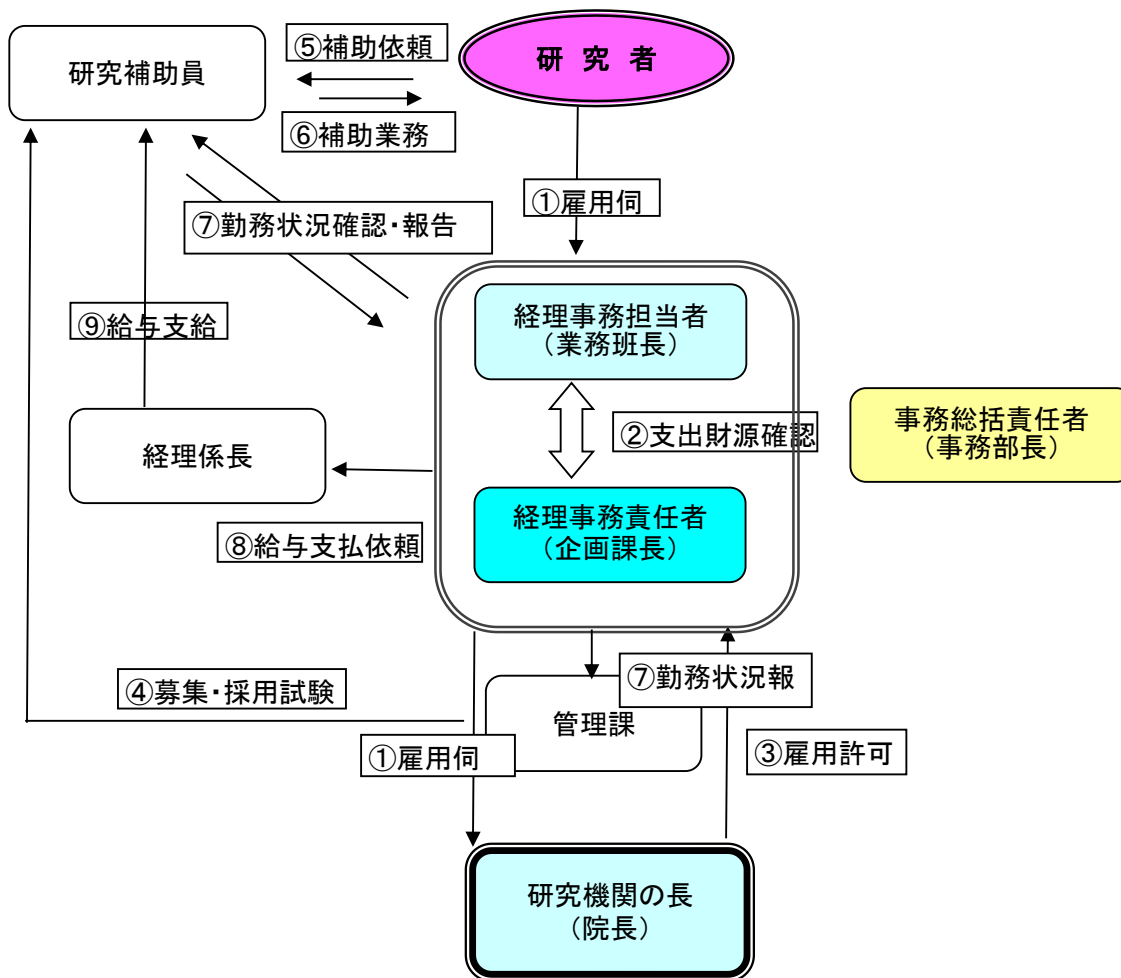 ⑤補助依頼
研究者
研究補助員
⑥補助業務
①雇用伺
⑦勤務状況確認・報告
経理事務担当者
（業務班長）
⑨給与支給
②支出財源確認
事務総括責任者
（事務部長）
経理係長
経理事務責任者
（企画課長）
⑧給与支払依頼
④募集・採用試験
⑦勤務状況報
管理課
①雇用伺
③雇用許可
研究機関の長
（院長）